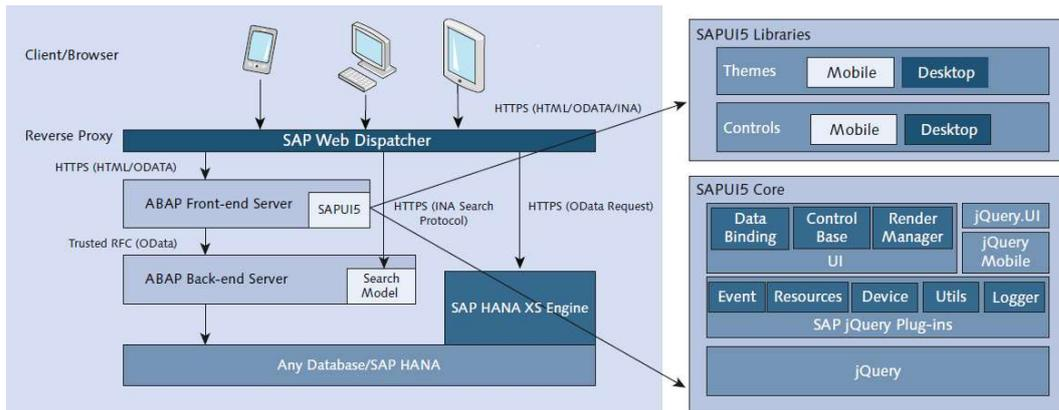 Client/Browser
HTTPS (HTML/ODATA/INA)
Reverse Proxy
SAP Web Dispatcher
HTTPS (HTML/ODATA)
ABAP Front-end Server
SAPUI5
HTTPS (INA Search
Protocol)
HTTPS (OData Request)
Trusted RFC (OData)
ABAP Back-end Server
Search
Model
SAP HANA XS Engine
Any Database/SAP HANA
SAPUI5 Libraries
Themes
Mobile
Desktop
Controls
Mobile
Desktop
SAPUI5 Core
Data
Binding
Control
Base
Render
Manager
UI
jQuery.UI
jQuery
Mobile
Event
Resources
Device
Utils
Logger
SAP jQuery Plug-ins
jQuery